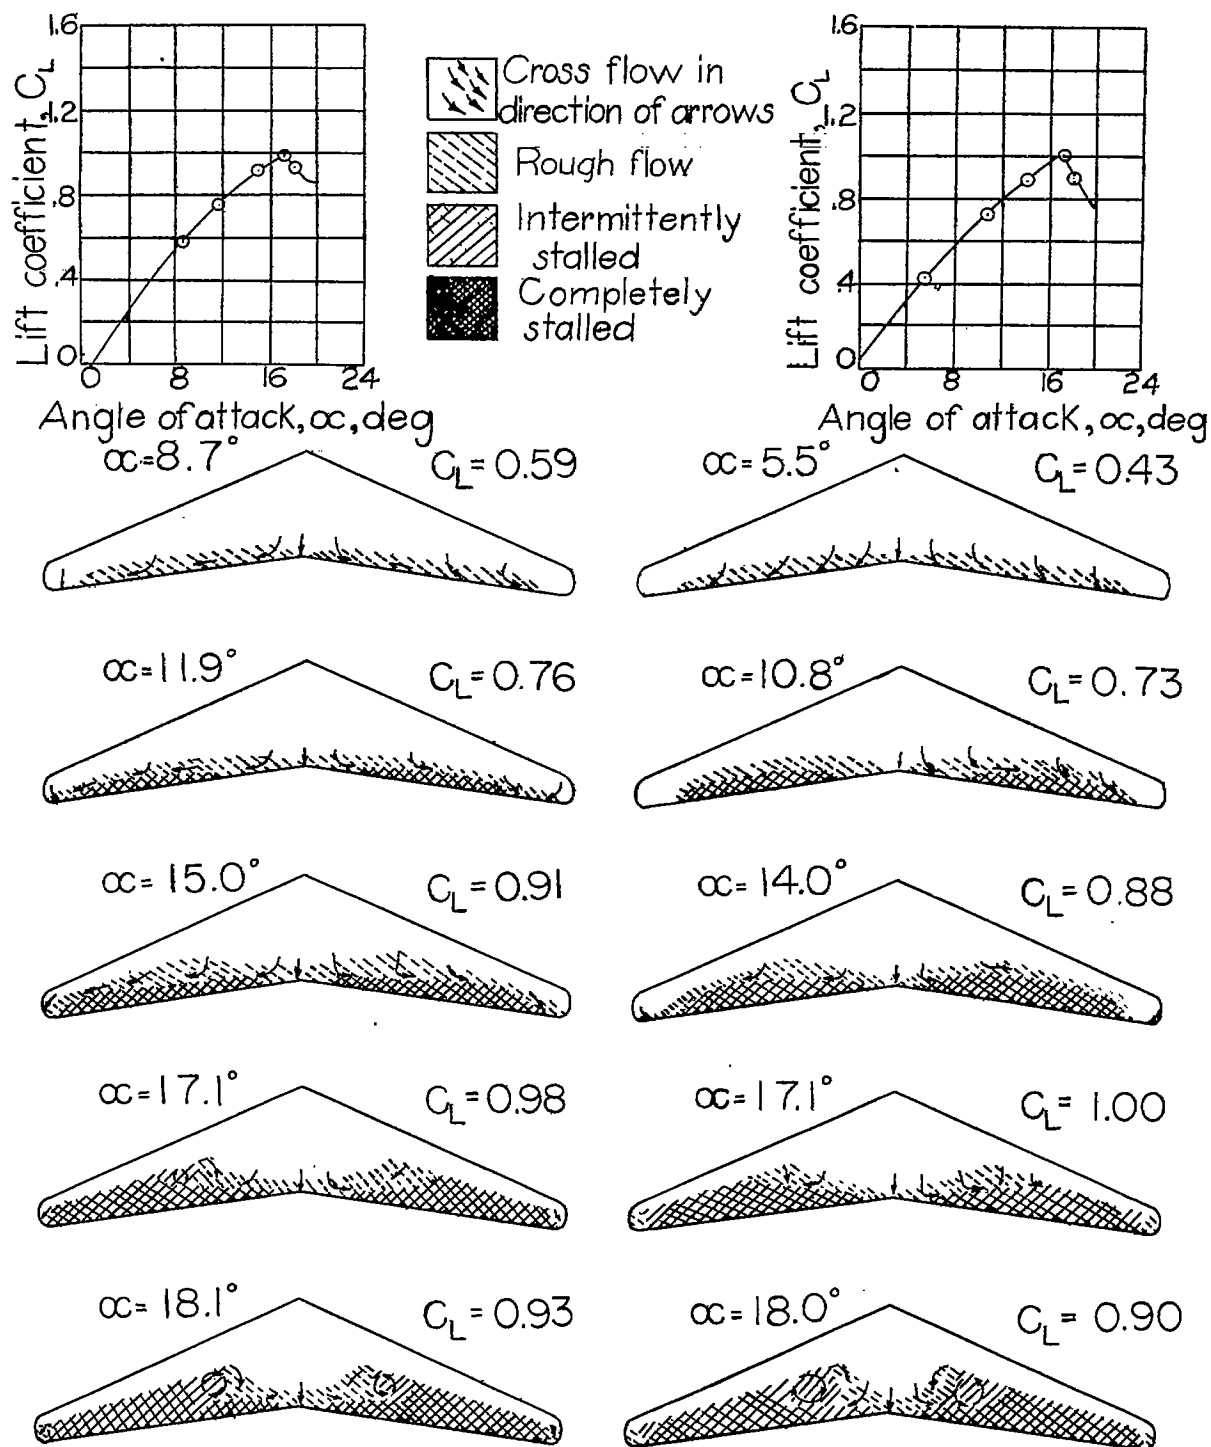 1.6
1.2
.8
.4
0
Lift coefficient, C_L
0 8 16 24
Angle of attack, α, deg
Cross flow in
direction of arrows
Rough flow
Intermittently
stalled
Completely
stalled
1.6
1.2
.8
.4
0
Lift coefficient, C_L
0 8 16 24
Angle of attack, α, deg
α=8.7° C_L=0.59
α=5.5° C_L=0.43
α=11.9° C_L=0.76
α=10.8° C_L=0.73
α=15.0° C_L=0.91
α=14.0° C_L=0.88
α=17.1° C_L=0.98
α=17.1° C_L=1.00
α=18.1° C_L=0.93
α=18.0° C_L=0.90